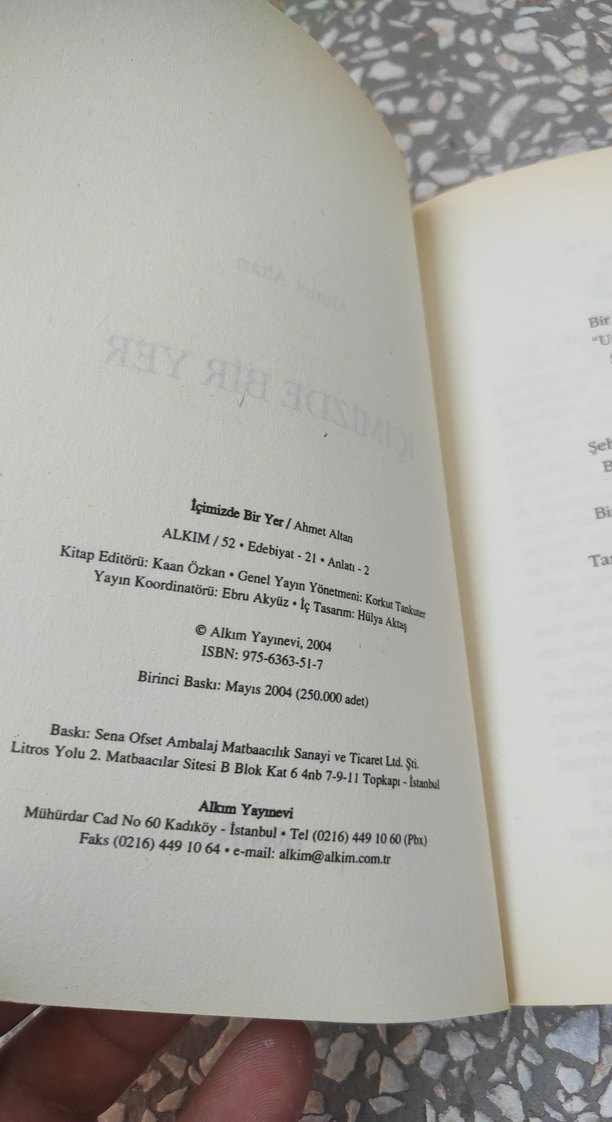 İçimizde Bir Yer / Ahmet Altan
ALKIM / 52 • Edebiyat - 21 • Anlatı - 2
Kitap Editörü: Kaan Özkan • Genel Yayın Yönetmeni: Korkut Tankuter
Yayın Koordinatörü: Ebru Akyüz • İç Tasarım: Hülya Aktaş
© Alkım Yayınevi, 2004
ISBN: 975-6363-51-7
Birinci Baskı: Mayıs 2004 (250.000 adet)
Baskı: Sena Ofset Ambalaj Matbaacılık Sanayi ve Ticaret Ltd. Şti.
Litros Yolu 2. Matbaacılar Sitesi B Blok Kat 6 4nb 7-9-11 Topkapı - İstanbul
Alkım Yayınevi
Mühürdar Cad No 60 Kadıköy - İstanbul • Tel (0216) 449 10 60 (Pbx)
Faks (0216) 449 10 64 • e-mail: alkim@alkim.com.tr
Bir